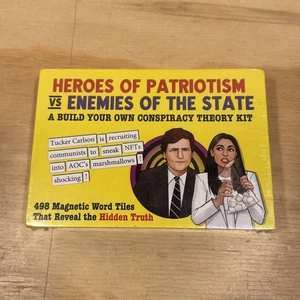 HEROES OF PATRIOTISM
VS ENEMIES OF THE STATE
A BUILD YOUR OWN CONSPIRACY THEORY KIT
Tucker Carlson is recruiting
communists to sneak NFTs
into AOC's marshmallows !
shocking !
498 Magnetic Word Tiles
That Reveal the Hidden Truth